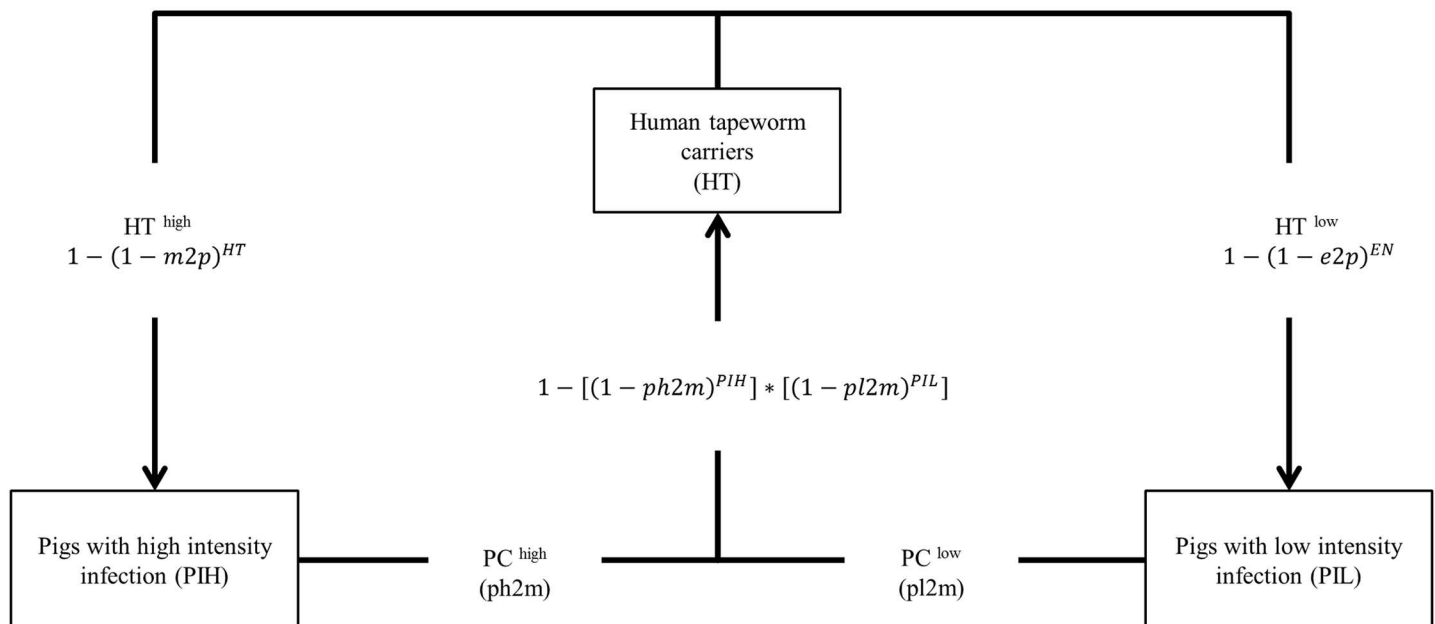 Human tapeworm
carriers
(HT)
HT high
1 − (1 − m2p)^HT
HT low
1 − (1 − e2p)^EN
1 − [(1 − ph2m)^PIH] ∗ [(1 − pl2m)^PIL]
Pigs with high intensity
infection (PIH)
PC high
(ph2m)
PC low
(pl2m)
Pigs with low intensity
infection (PIL)